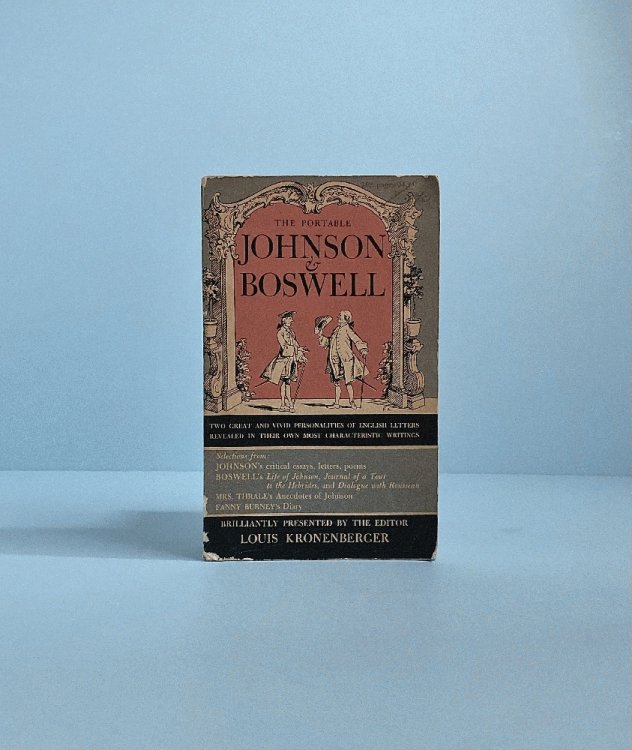 THE PORTABLE
JOHNSON
&
BOSWELL
TWO GREAT AND VIVID PERSONALITIES OF ENGLISH LETTERS
REVEALED IN THEIR OWN MOST CHARACTERISTIC WRITINGS
Selections from:
JOHNSON's critical essays, letters, poems
BOSWELL's Life of Johnson, Journal of a Tour
to the Hebrides, and Dialogue with Rousseau
MRS. THRALE's Anecdotes of Johnson
FANNY BURNEY's Diary
BRILLIANTLY PRESENTED BY THE EDITOR
LOUIS KRONENBERGER